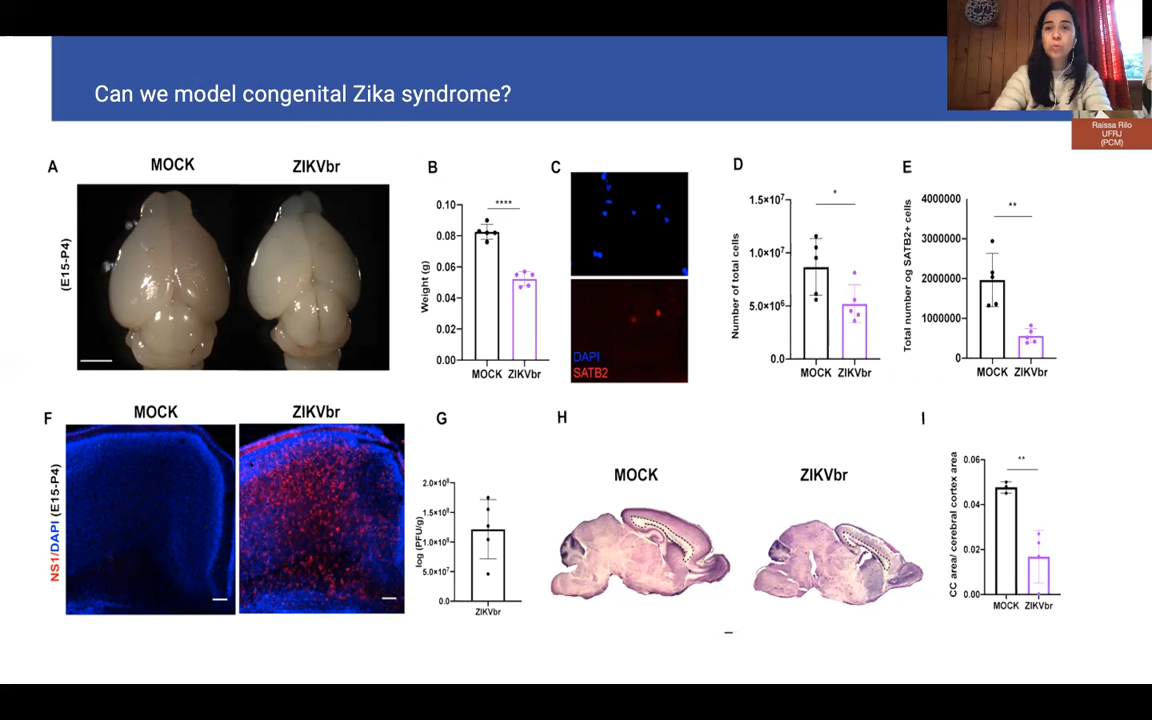 Can we model congenital Zika syndrome?
Raissa Rilo
UFRJ
(PCM)
A
MOCK
ZIKVbr
(E15-P4)
B
****
0.10
0.08
0.06
0.04
0.02
0.00
Weight (g)
MOCK ZIKVbr
C
DAPI
SATB2
D
*
1.5×10⁷
1.0×10⁷
5.0×10⁶
0.0
Number of total cells
MOCK ZIKVbr
E
**
4000000
3000000
2000000
1000000
0
Total number og SATB2+ cells
MOCK ZIKVbr
F
MOCK
ZIKVbr
NS1/DAPI (E15-P4)
G
2.0×10⁸
1.5×10⁸
1.0×10⁸
5.0×10⁷
0.0
log (PFU/g)
ZIKVbr
H
MOCK
ZIKVbr
I
**
0.06
0.04
0.02
0.00
CC area/ cerebral cortex area
MOCK ZIKVbr